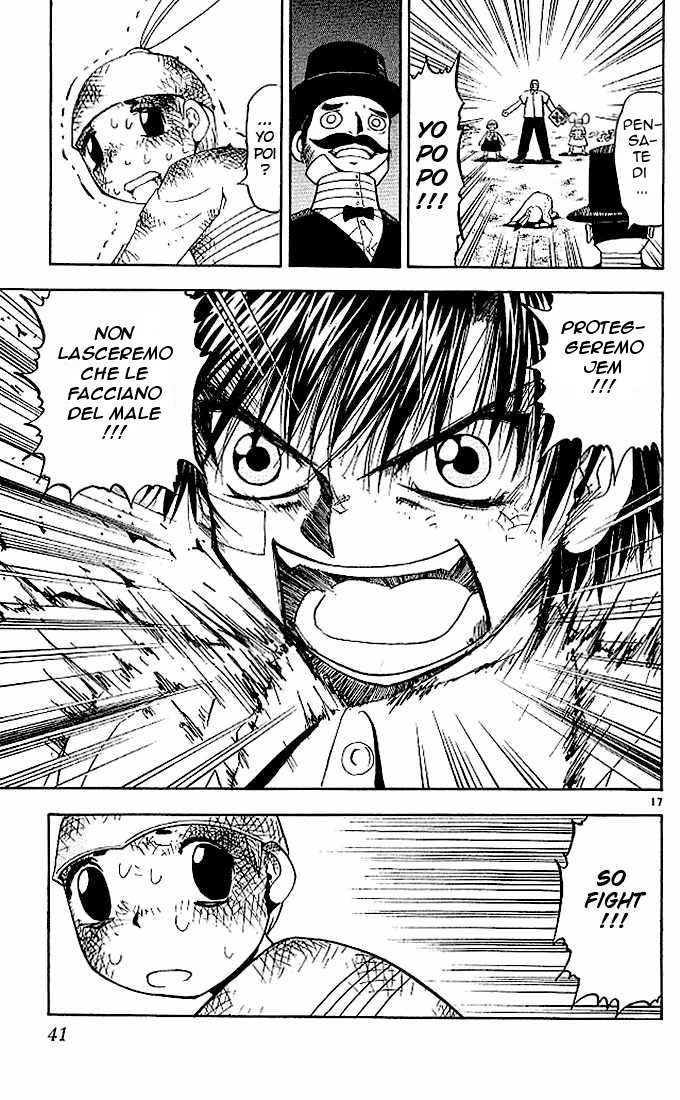 PEN-
SA-
TE
DI
...
YO
PO
PO
!!!
...
YO
POI
?
PROTEG-
GEREMO
JEM
!!!
NON
LASCEREMO
CHE LE
FACCIANO
DEL MALE
!!!
17
SO
FIGHT
!!!
41